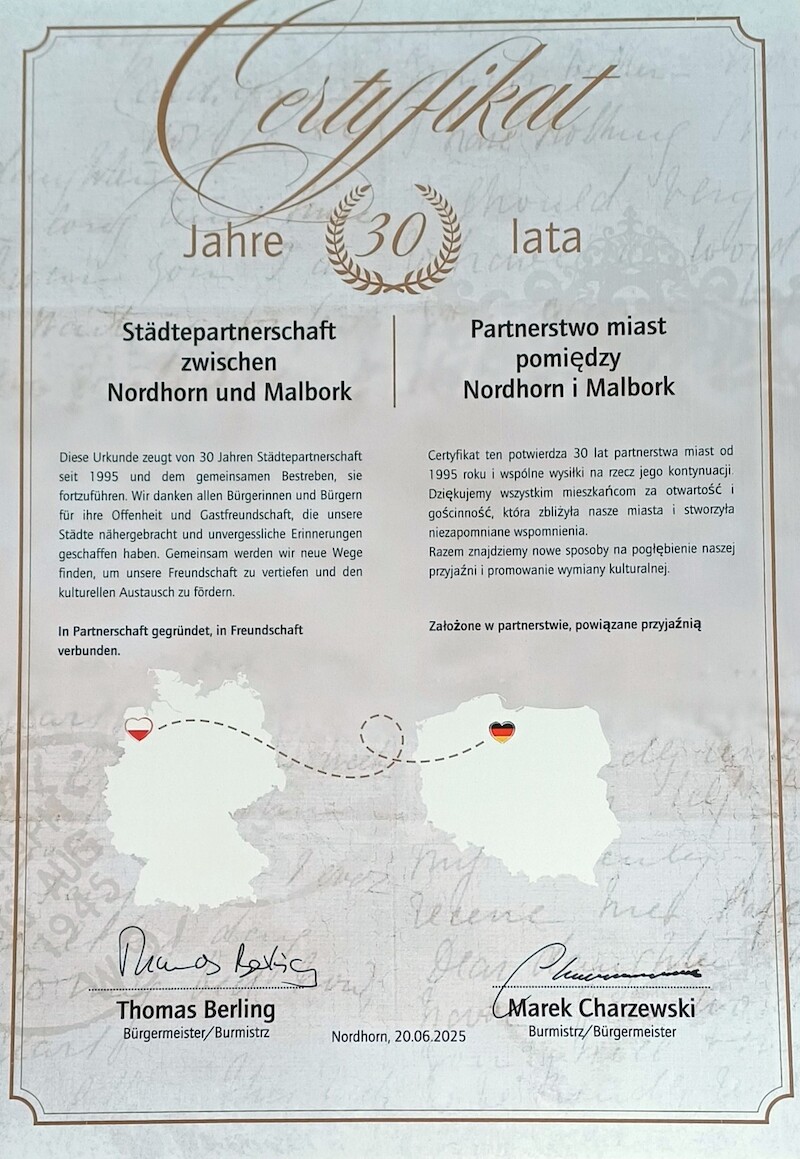 Certyfikat
Jahre 30 lata
Städtepartnerschaft
zwischen
Nordhorn und Malbork
Partnerstwo miast
pomiędzy
Nordhorn i Malbork
Diese Urkunde zeugt von 30 Jahren Städtepartnerschaft
seit 1995 und dem gemeinsamen Bestreben, sie
fortzuführen. Wir danken allen Bürgerinnen und Bürgern
für ihre Offenheit und Gastfreundschaft, die unsere
Städte nähergebracht und unvergessliche Erinnerungen
geschaffen haben. Gemeinsam werden wir neue Wege
finden, um unsere Freundschaft zu vertiefen und den
kulturellen Austausch zu fördern.
In Partnerschaft gegründet, in Freundschaft
verbunden.
Certyfikat ten potwierdza 30 lat partnerstwa miast od
1995 roku i wspólne wysiłki na rzecz jego kontynuacji.
Dziękujemy wszystkim mieszkańcom za otwartość i
gościnność, która zbliżyła nasze miasta i stworzyła
niezapomniane wspomnienia.
Razem znajdziemy nowe sposoby na pogłębienie naszej
przyjaźni i promowanie wymiany kulturalnej.
Założone w partnerstwie, powiązane przyjaźnią
AUG
1945
Thomas Berling
Thomas Berling
Bürgermeister/Burmistrz
Nordhorn, 20.06.2025
Marek Charzewski
Burmistrz/Bürgermeister